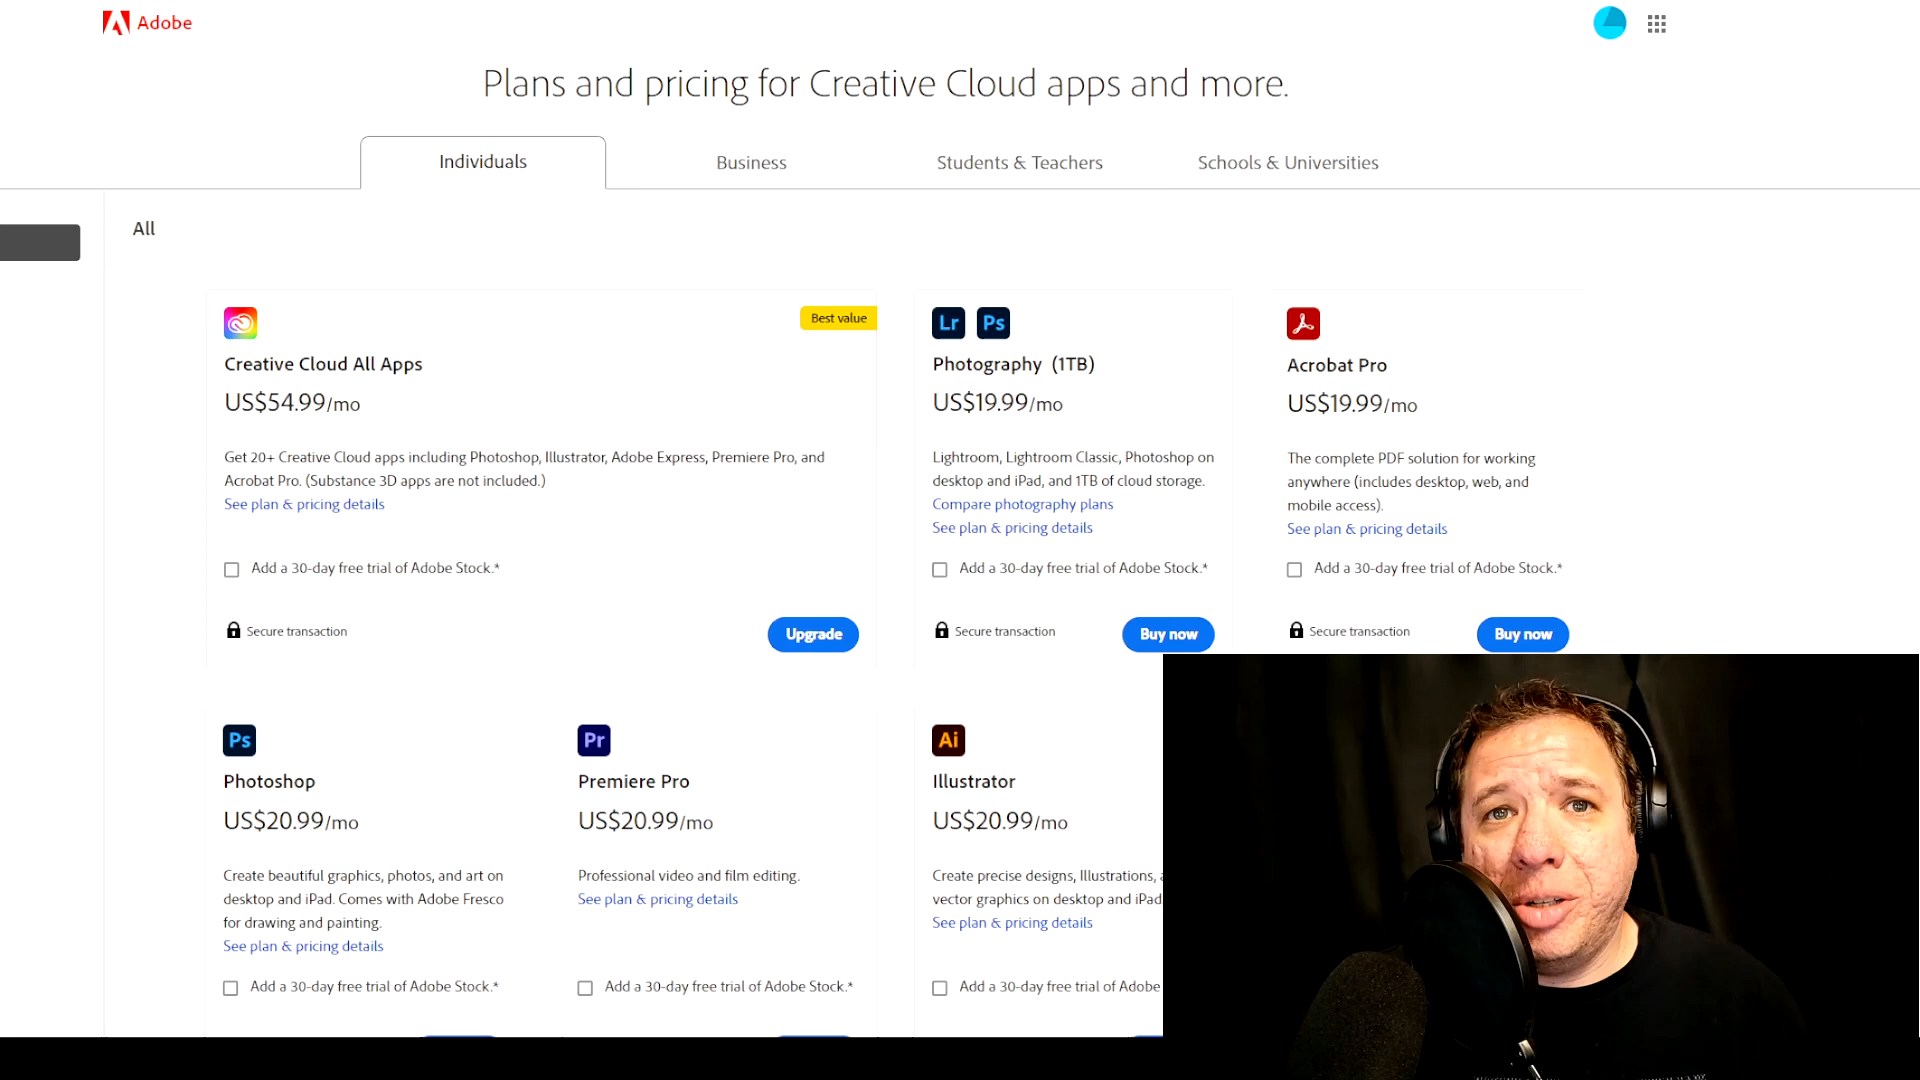 Adobe
Plans and pricing for Creative Cloud apps and more.
Individuals
Business
Students & Teachers
Schools & Universities
All
Best value
Creative Cloud All Apps
US$54.99/mo
Get 20+ Creative Cloud apps including Photoshop, Illustrator, Adobe Express, Premiere Pro, and
Acrobat Pro. (Substance 3D apps are not included.)
See plan & pricing details
Add a 30-day free trial of Adobe Stock.*
Secure transaction
Upgrade
Lr Ps
Photography (1TB)
US$19.99/mo
Lightroom, Lightroom Classic, Photoshop on
desktop and iPad, and 1TB of cloud storage.
Compare photography plans
See plan & pricing details
Add a 30-day free trial of Adobe Stock.*
Secure transaction
Buy now
Acrobat Pro
US$19.99/mo
The complete PDF solution for working
anywhere (includes desktop, web, and
mobile access).
See plan & pricing details
Add a 30-day free trial of Adobe Stock.*
Secure transaction
Buy now
Ps
Photoshop
US$20.99/mo
Create beautiful graphics, photos, and art on
desktop and iPad. Comes with Adobe Fresco
for drawing and painting.
See plan & pricing details
Add a 30-day free trial of Adobe Stock.*
Pr
Premiere Pro
US$20.99/mo
Professional video and film editing.
See plan & pricing details
Add a 30-day free trial of Adobe Stock.*
Ai
Illustrator
US$20.99/mo
Create precise designs, Illustrations,
vector graphics on desktop and iPad
See plan & pricing details
Add a 30-day free trial of Adobe